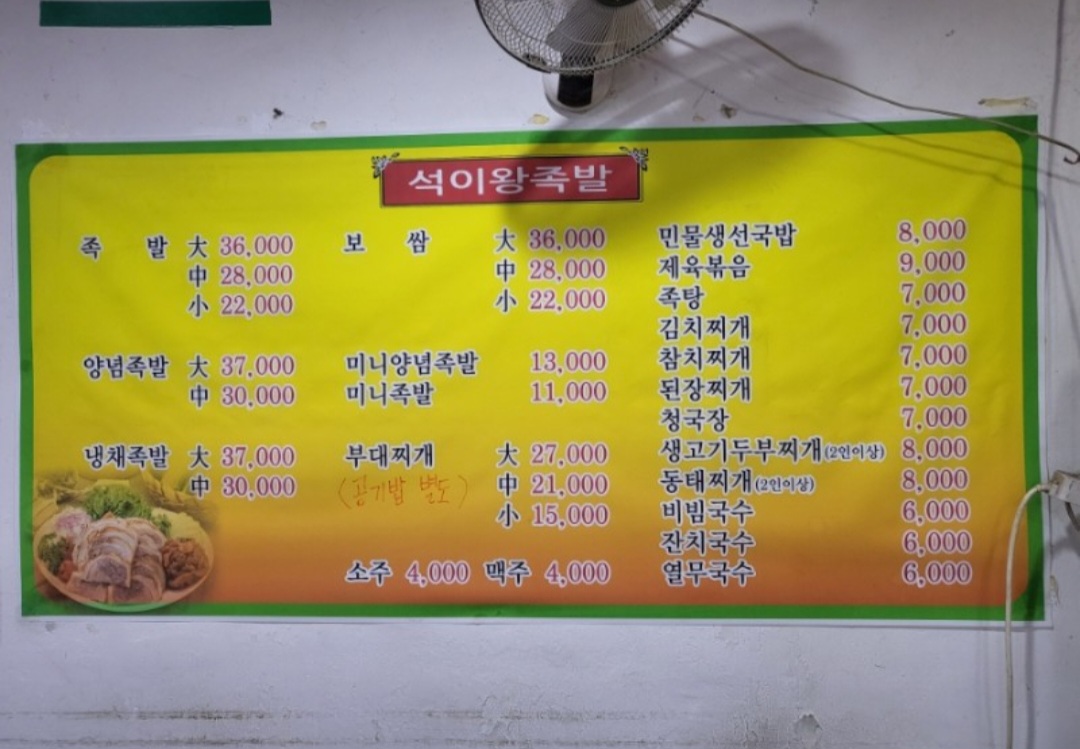 석이왕족발
족 발 大 36,000
中 28,000
小 22,000
양념족발 大 37,000
中 30,000
냉채족발 大 37,000
中 30,000
보 쌈 大 36,000
中 28,000
小 22,000
미니양념족발 13,000
미니족발 11,000
부대찌개 大 27,000
(공기밥 별도) 中 21,000
小 15,000
소주 4,000 맥주 4,000
민물생선국밥 8,000
제육볶음 9,000
족탕 7,000
김치찌개 7,000
참치찌개 7,000
된장찌개 7,000
청국장 7,000
생고기두부찌개(2인이상) 8,000
동태찌개(2인이상) 8,000
비빔국수 6,000
잔치국수 6,000
열무국수 6,000